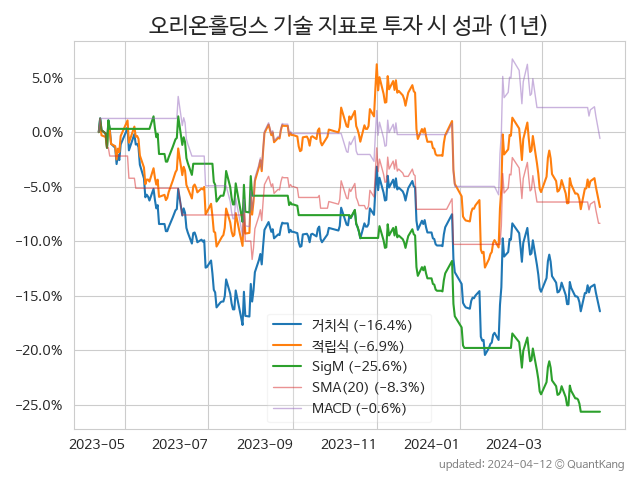 오리온홀딩스 기술 지표로 투자 시 성과 (1년)
5.0%
0.0%
−5.0%
−10.0%
−15.0%
−20.0%
−25.0%
거치식 (−16.4%)
적립식 (−6.9%)
SigM (−25.6%)
SMA(20) (−8.3%)
MACD (−0.6%)
2023−05 2023−07 2023−09 2023−11 2024−01 2024−03
updated: 2024−04−12 © QuantKang